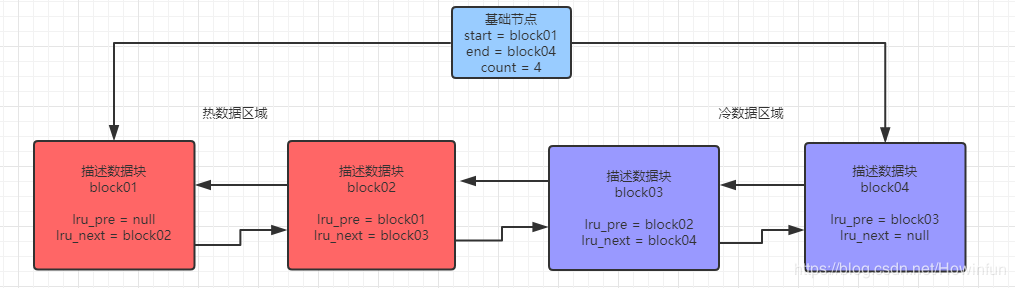 基础节点
start = block01
end = block04
count = 4
热数据区域
冷数据区域
描述数据块
block01
lru_pre = null
lru_next = block02
描述数据块
block02
lru_pre = block01
lru_next = block03
描述数据块
block03
lru_pre = block02
lru_next = block04
描述数据块
block04
lru_pre = block03
lru_next = null
https://blog.csdn.net/Howinfun